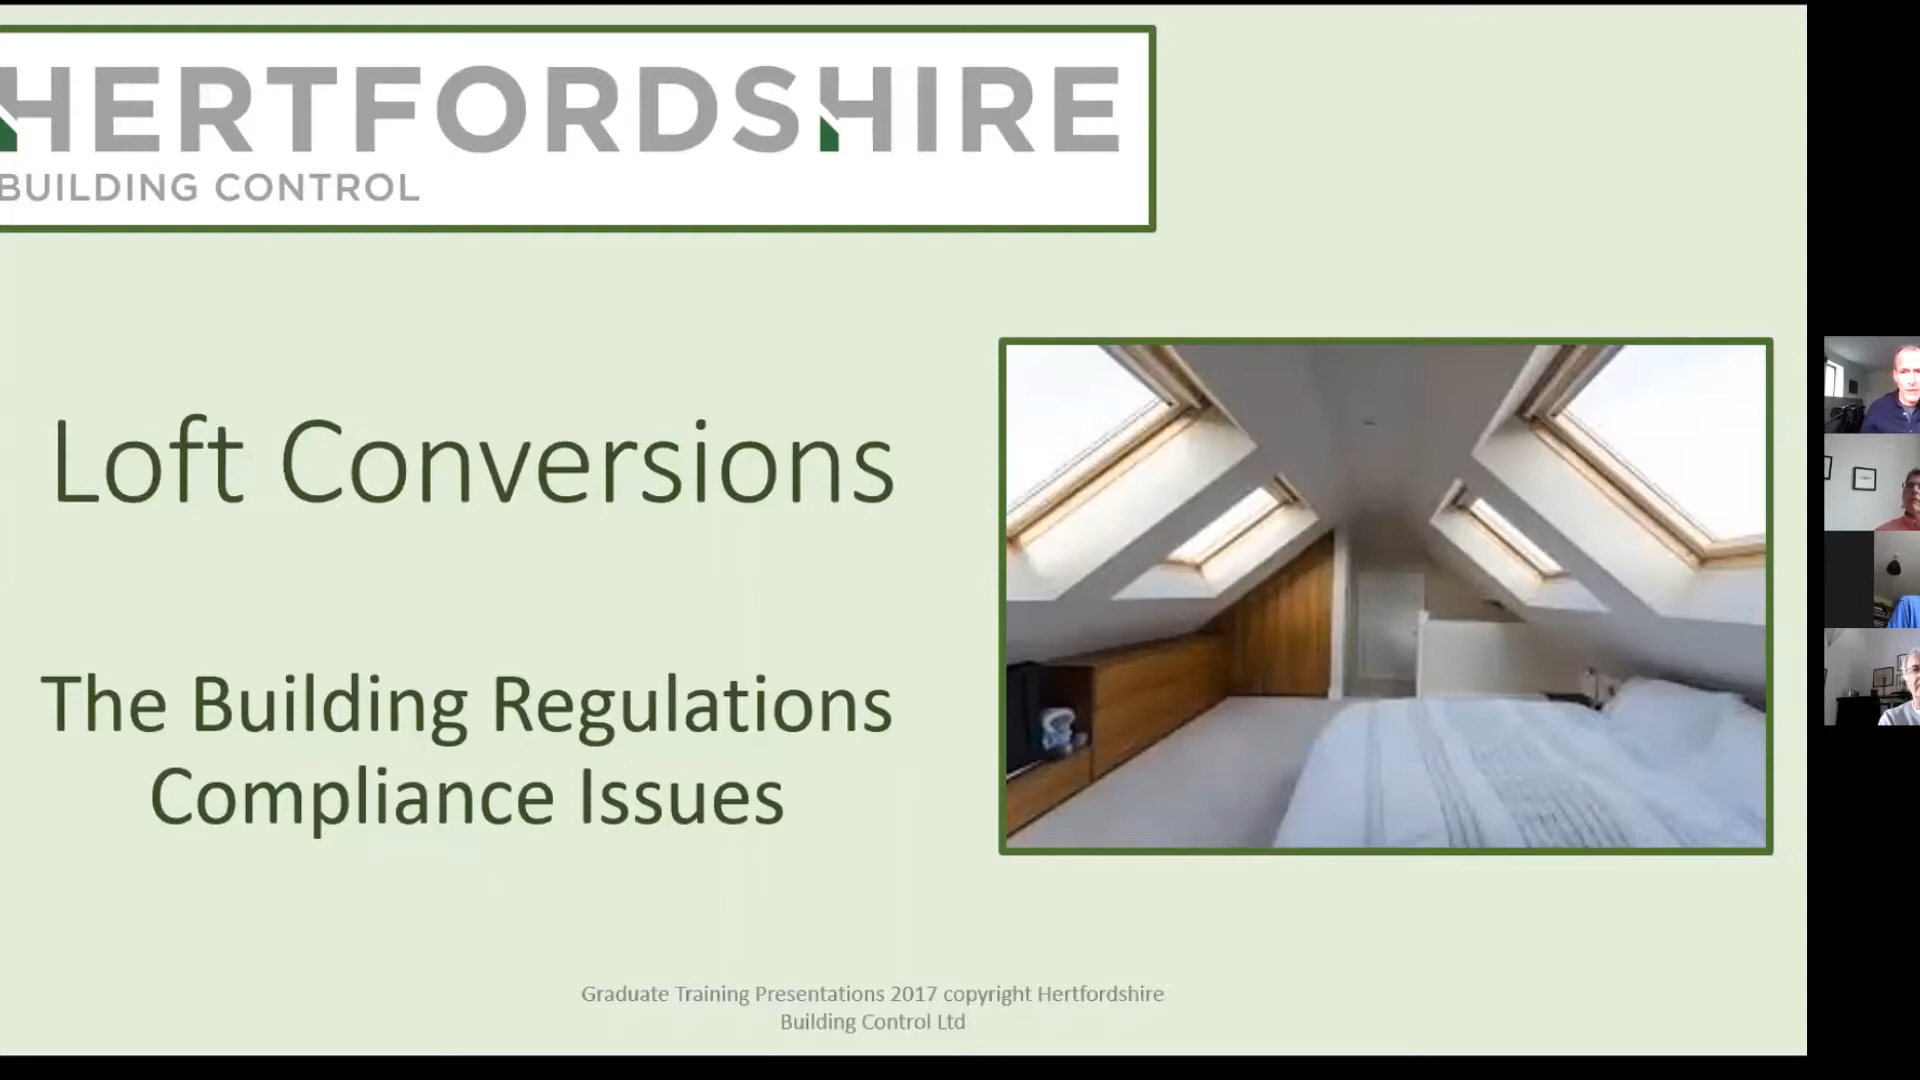 HERTFORDSHIRE
BUILDING CONTROL
Loft Conversions
The Building Regulations
Compliance Issues
Graduate Training Presentations 2017 copyright Hertfordshire
Building Control Ltd